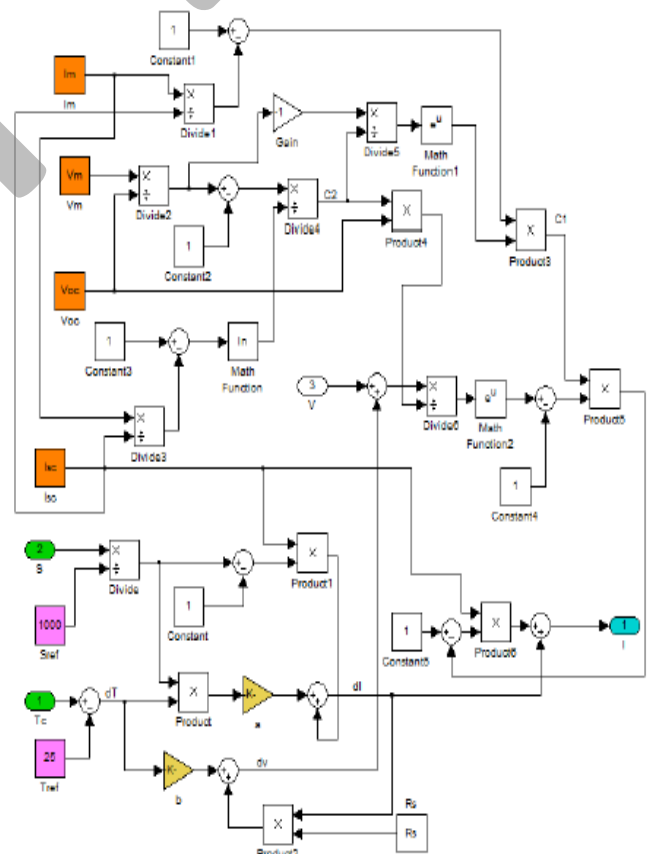 1
Constant1
Im
Im
Divide1
-1
Gain
Divide5
e^u
Math Function1
Vm
Vm
Divide2
1
Constant2
C2
Divide4
X
Product4
X
Product3
C1
Voc
Voc
1
Constant3
ln
Math Function
3
V
Divide6
e^u
Math Function2
X
Product5
Divide3
Isc
Isc
1
Constant4
2
S
Divide
1000
Sref
1
Constant
X
Product1
1
Constant5
X
Product6
1
I
1
Tc
dT
X
Product
K-
a
dI
25
Tref
K-
b
dv
X
Rs
Rs